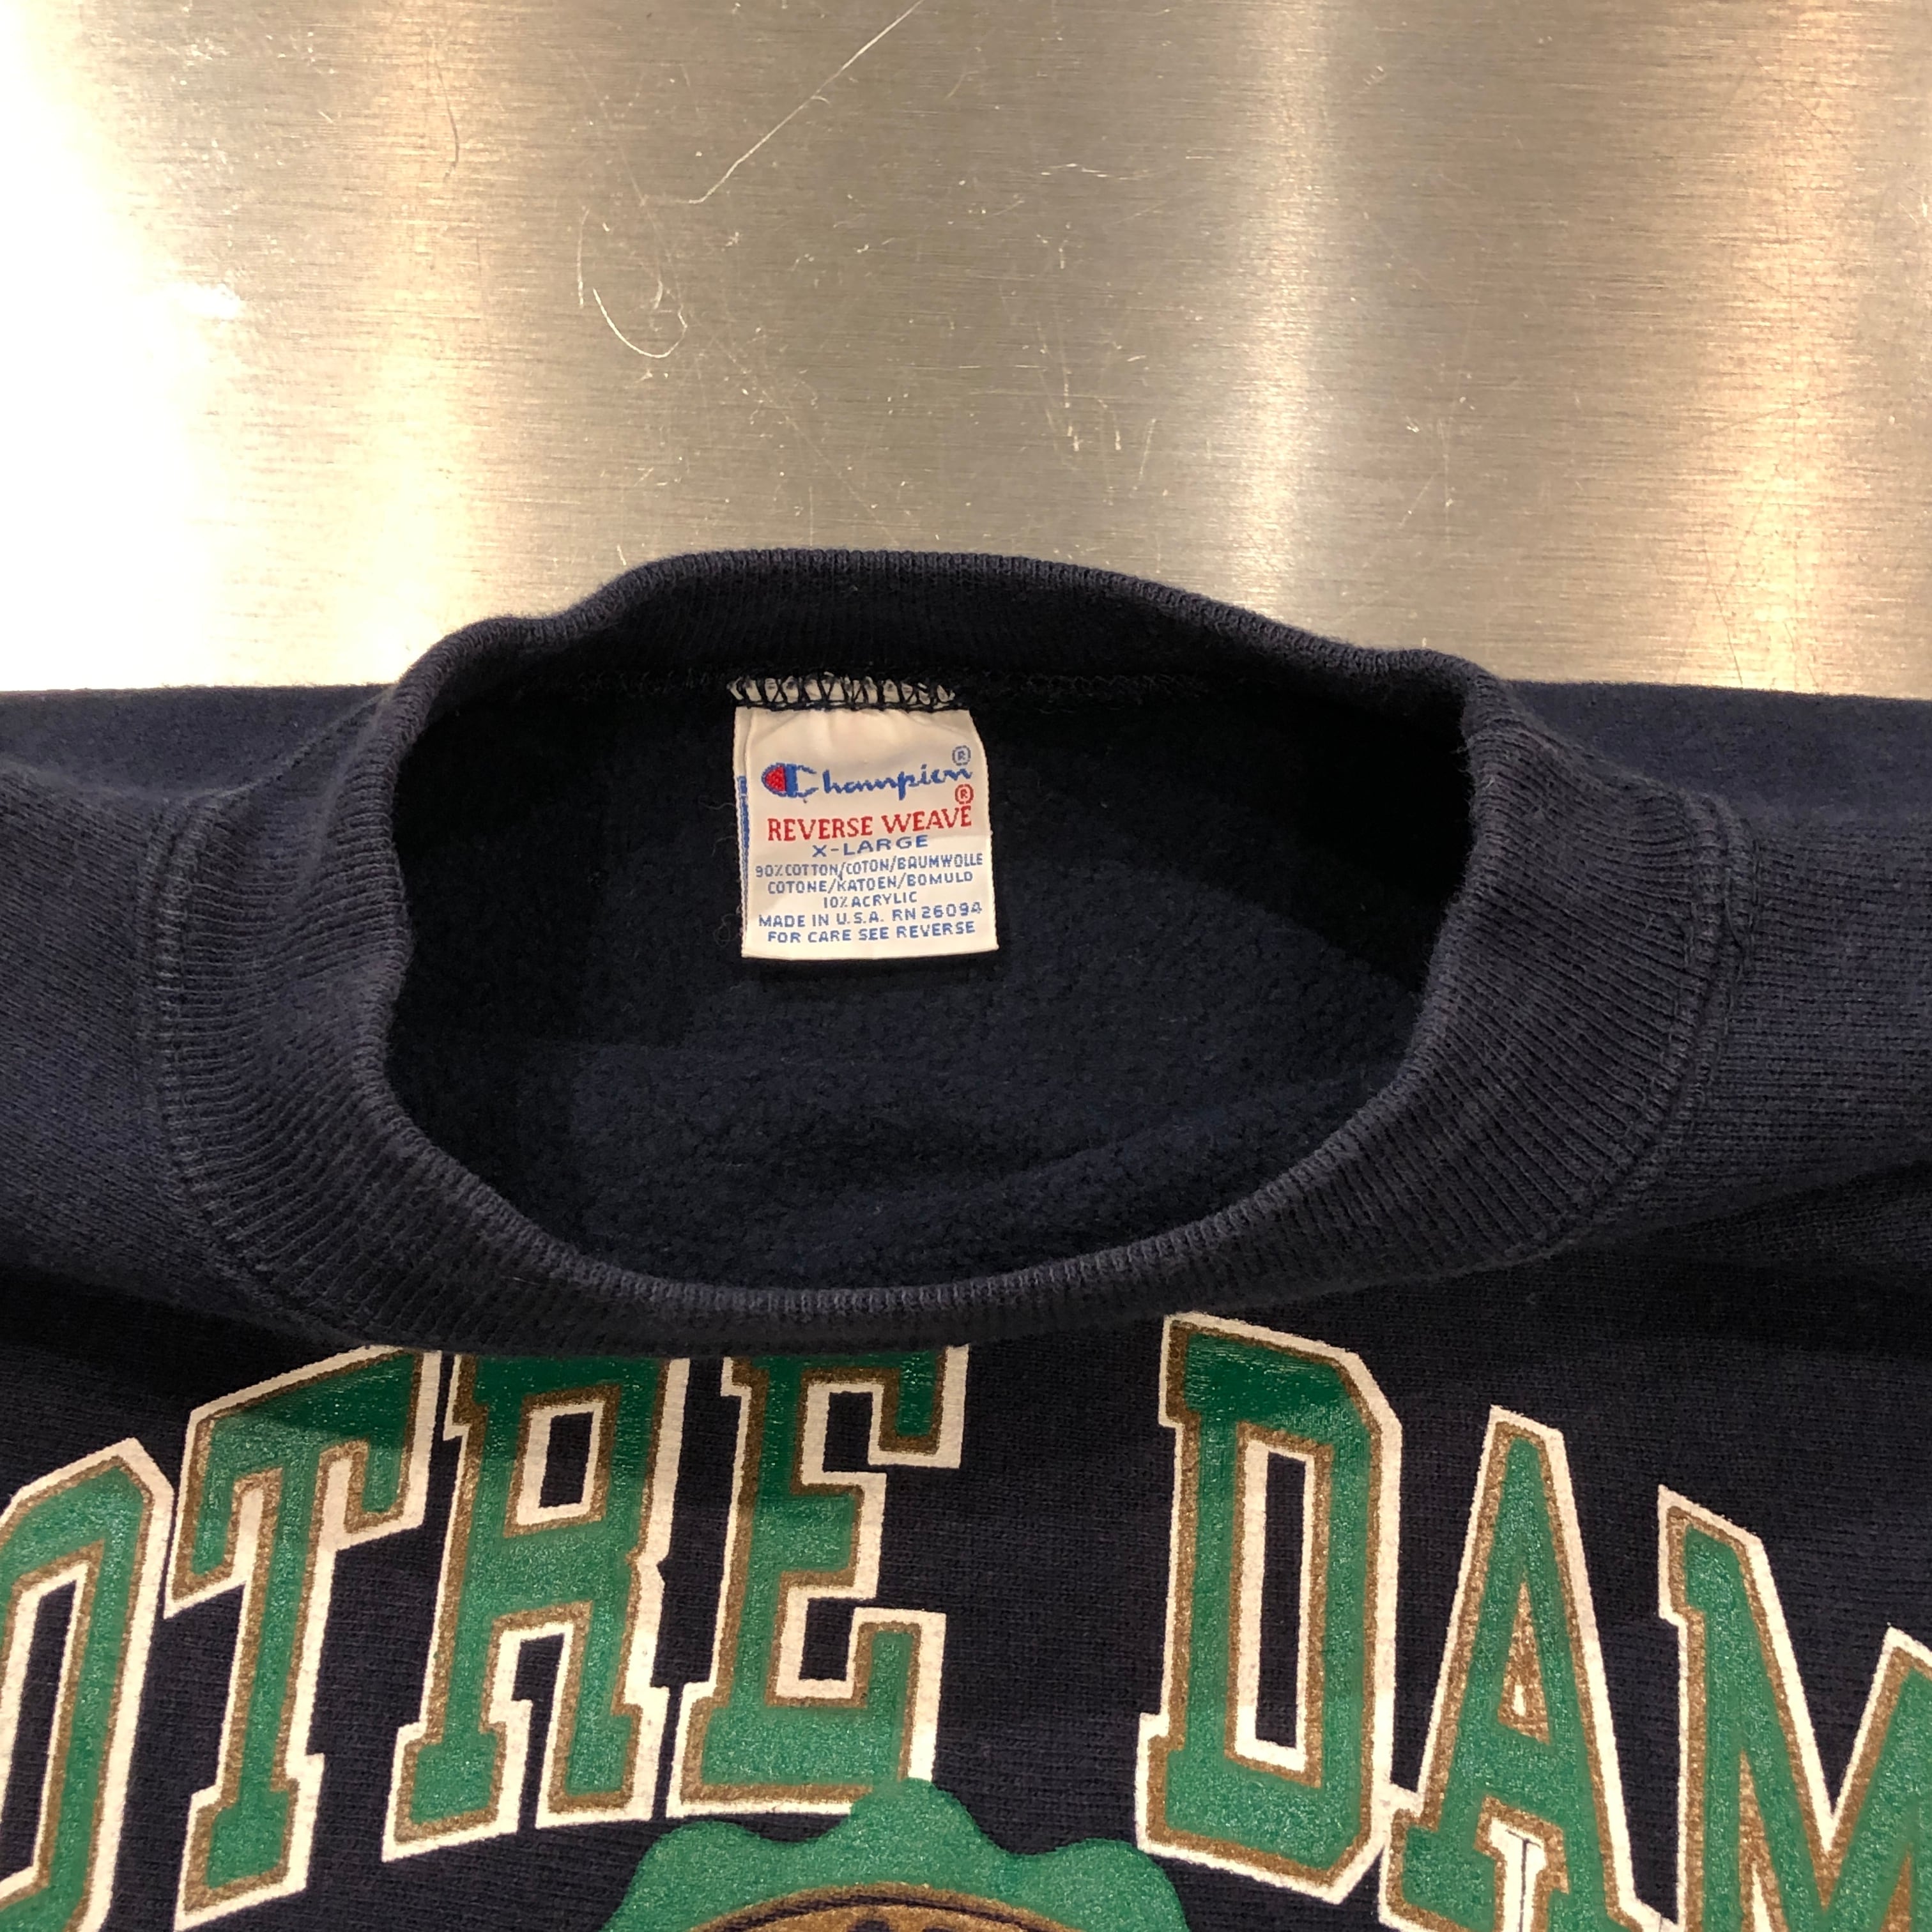 Champion®
REVERSE WEAVE®
X-LARGE
90% COTTON/COTON/BAUMWOLLE
COTONE/KATOEN/BOMULD
10% ACRYLIC
MADE IN U.S.A. RN 26094
FOR CARE SEE REVERSE
OTRE DAM